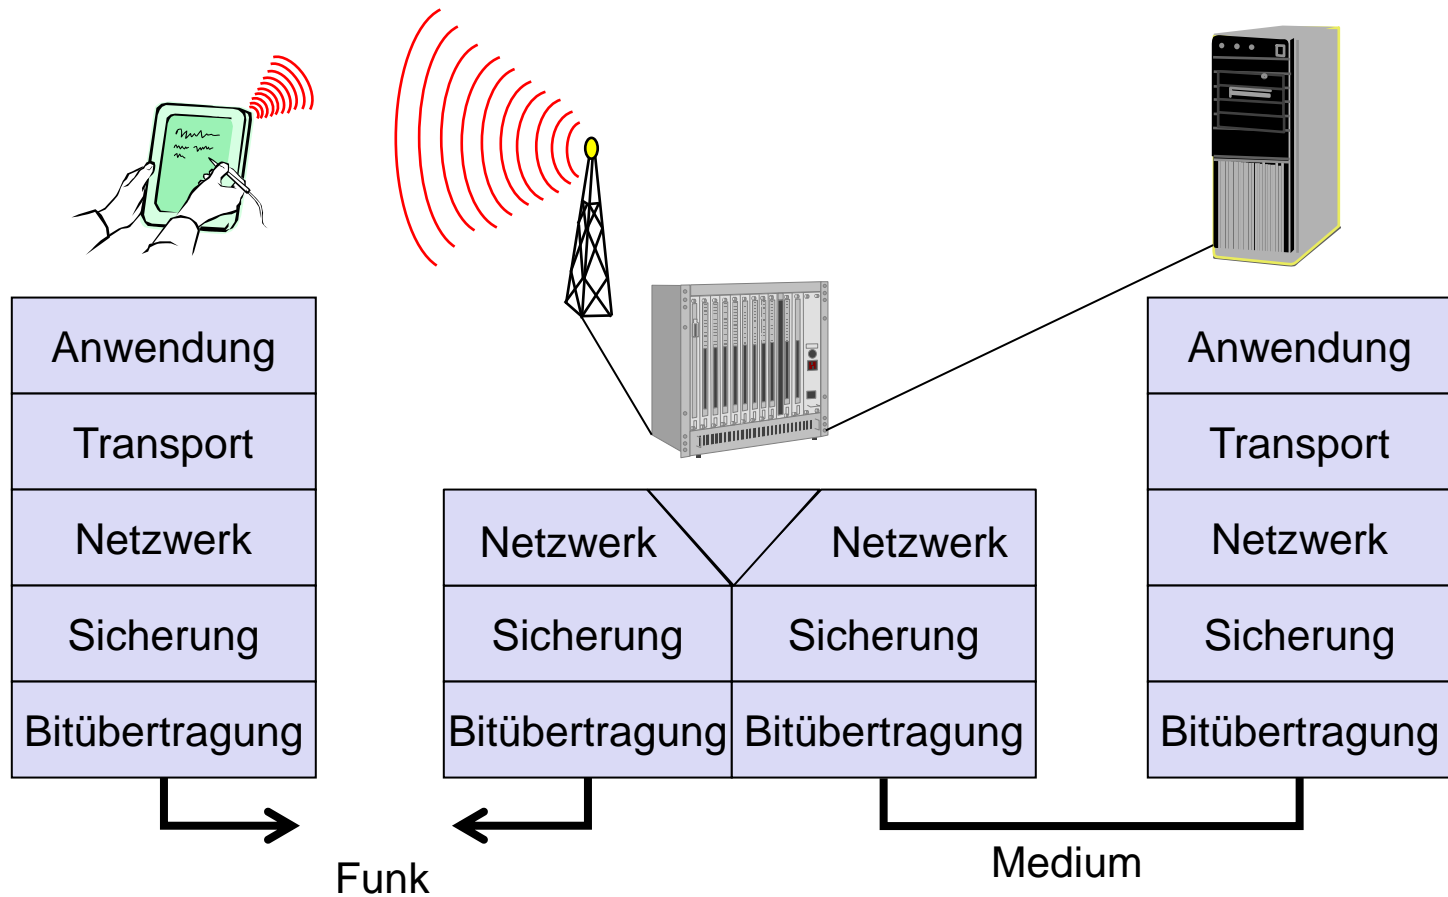 Anwendung
Transport
Netzwerk
Sicherung
Bitübertragung
Netzwerk
Netzwerk
Sicherung
Sicherung
Bitübertragung
Bitübertragung
Anwendung
Transport
Netzwerk
Sicherung
Bitübertragung
Funk
Medium